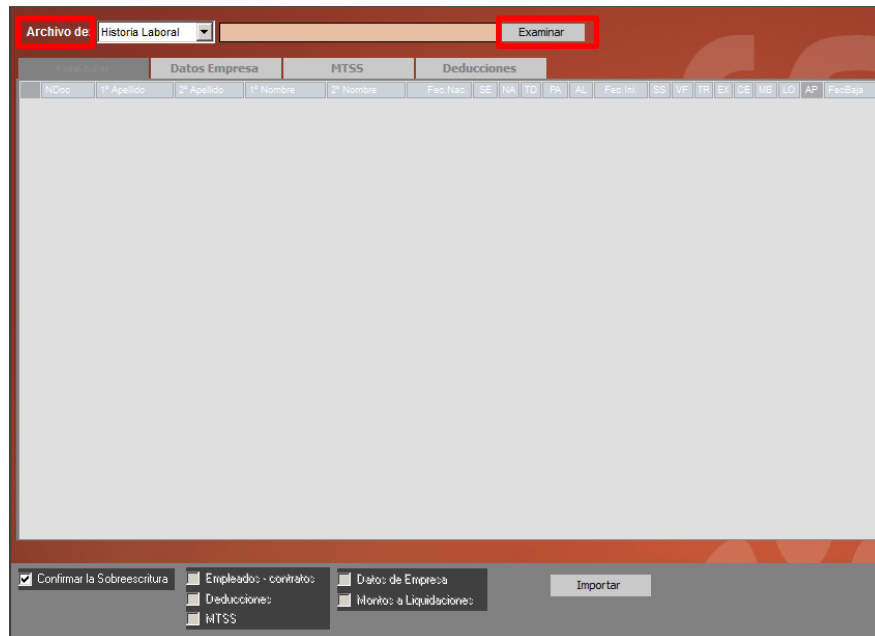 Archivo de: Historia Laboral Examinar
Datos Empresa MTSS Deducciones
NDoc 1º Apellido 2º Apellido 1º Nombre 2º Nombre Fec.Nac. SE NA TD PA AL Fec.Ini. SS VF TR EX CE MB LO AP FecBaja
Confirmar la Sobreescritura Empleados - contratos Datos de Empresa Importar
Deducciones Montos a Liquidaciones
MTSS